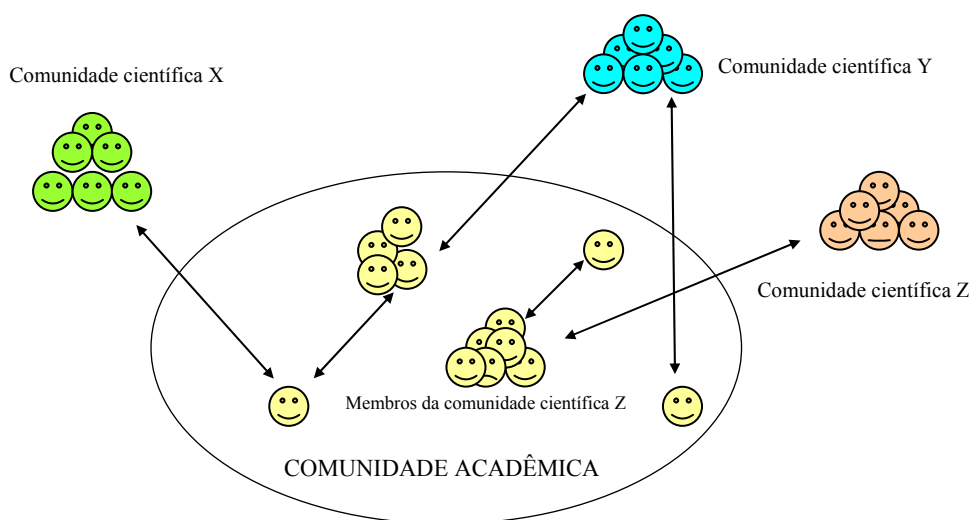 Comunidade científica X
Comunidade científica Y
Comunidade científica Z
Membros da comunidade científica Z
COMUNIDADE ACADÊMICA